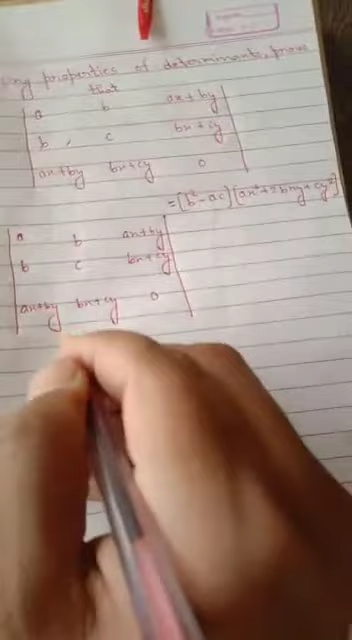 properties of determinants, prove
that
a b ax+by
b, c bx+cy
ax+by bx+cy 0
=(b²-ac)[ax²+2bxy+cy²]
a b ax+by
b c bx+cy
ax+by bx+cy 0